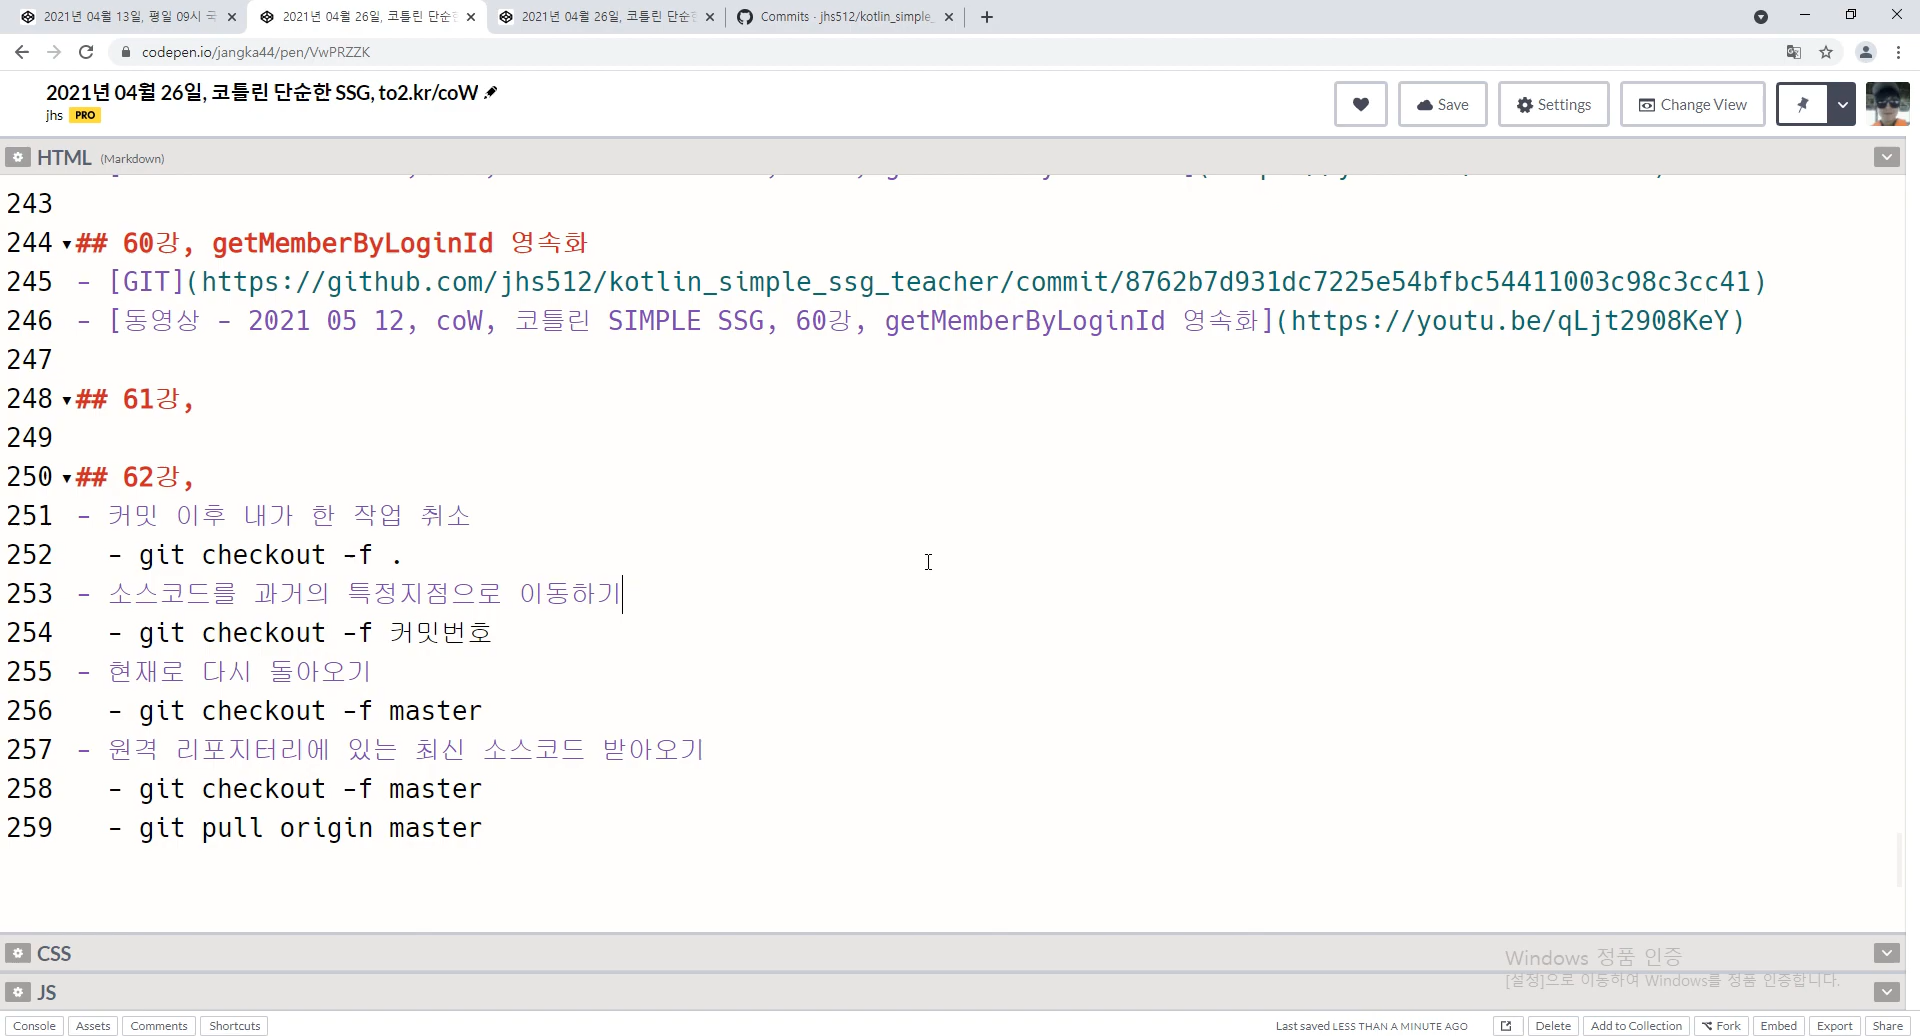 2021년 04월 13일, 평일 09시 국
2021년 04월 26일, 코틀린 단순한
2021년 04월 26일, 코틀린 단순한
Commits · jhs512/kotlin_simple_
codepen.io/jangka44/pen/VwPRZZK
2021년 04월 26일, 코틀린 단순한 SSG, to2.kr/coW
jhs PRO
Save
Settings
Change View
HTML (Markdown)
243
244 ## 60강, getMemberByLoginId 영속화
245 - [GIT](https://github.com/jhs512/kotlin_simple_ssg_teacher/commit/8762b7d931dc7225e54bfbc54411003c98c3cc41)
246 - [동영상 - 2021 05 12, coW, 코틀린 SIMPLE SSG, 60강, getMemberByLoginId 영속화](https://youtu.be/qLjt2908KeY)
247
248 ## 61강,
249
250 ## 62강,
251 - 커밋 이후 내가 한 작업 취소
252 - git checkout -f .
253 - 소스코드를 과거의 특정지점으로 이동하기
254 - git checkout -f 커밋번호
255 - 현재로 다시 돌아오기
256 - git checkout -f master
257 - 원격 리포지터리에 있는 최신 소스코드 받아오기
258 - git checkout -f master
259 - git pull origin master
CSS
Windows 정품 인증
[설정]으로 이동하여 Windows를 정품 인증합니다.
JS
Console Assets Comments Shortcuts
Last saved LESS THAN A MINUTE AGO
Delete Add to Collection Fork Embed Export Share